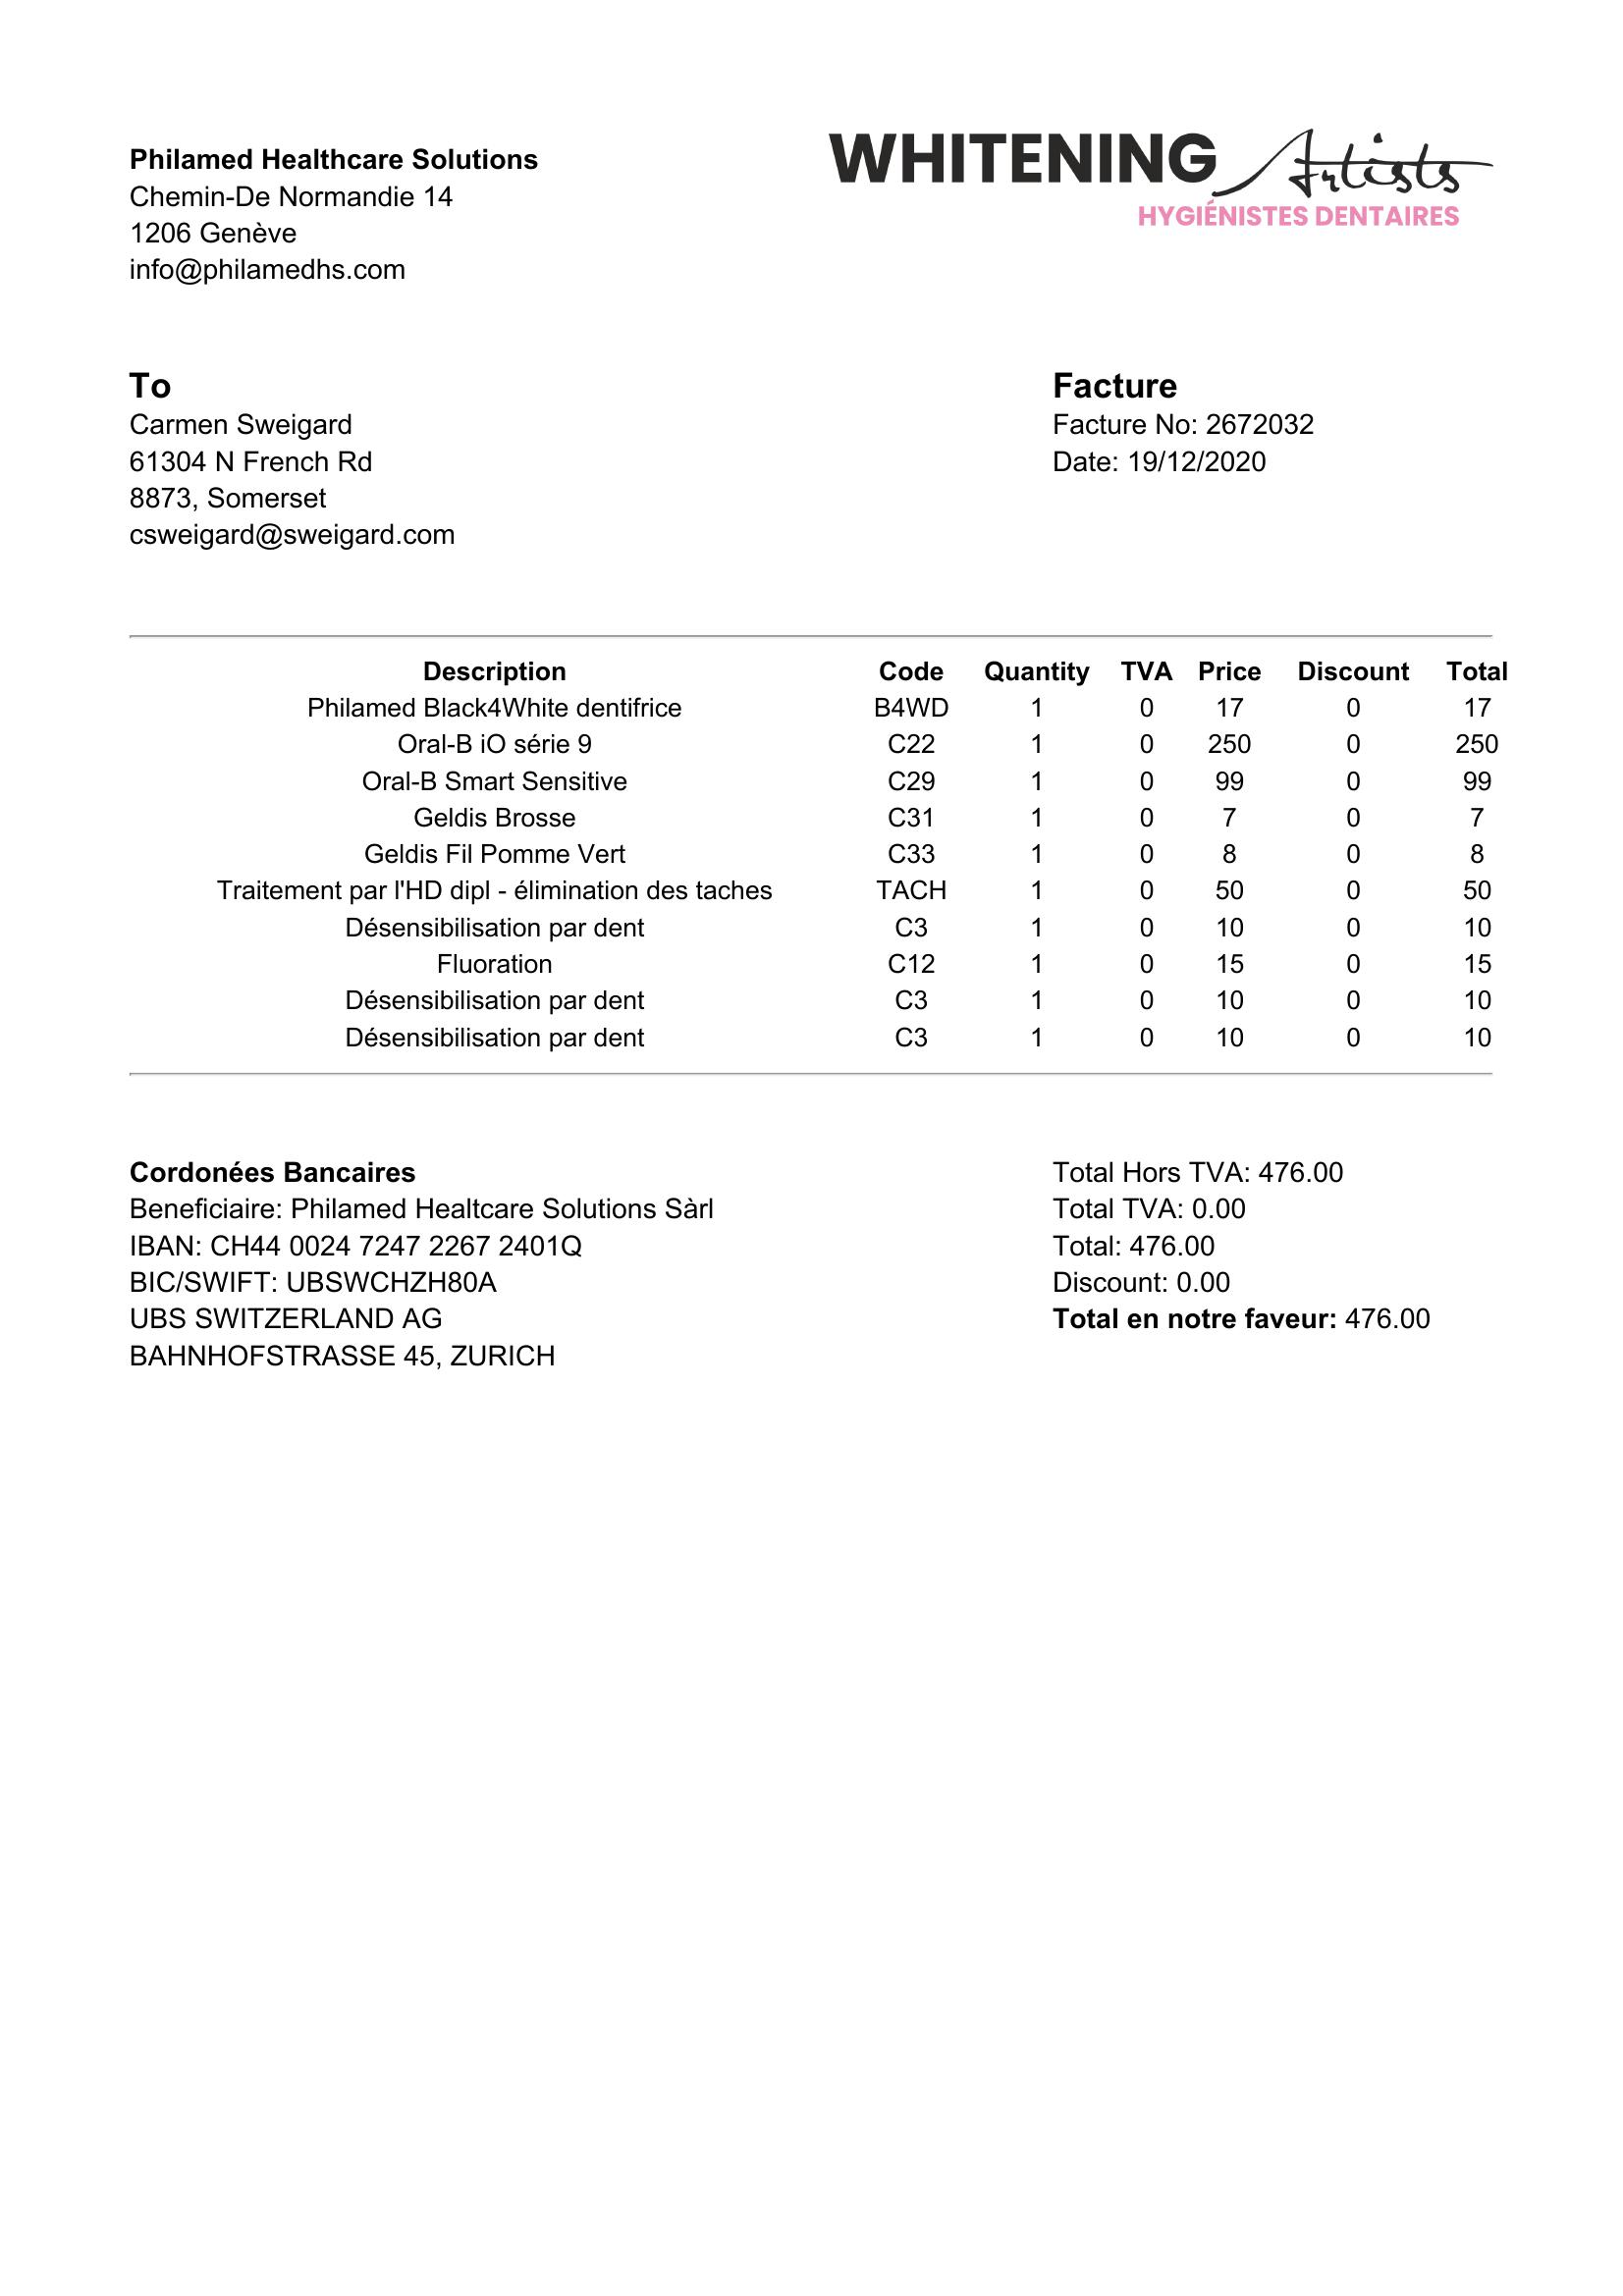 Philamed Healthcare Solutions
Chemin-De Normandie 14
1206 Genève
info@philamedhs.com
WHITENING Artists
HYGIÉNISTES DENTAIRES
To
Carmen Sweigard
61304 N French Rd
8873, Somerset
csweigard@sweigard.com
Facture
Facture No: 2672032
Date: 19/12/2020
Description Code Quantity TVA Price Discount Total
Philamed Black4White dentifrice B4WD 1 0 17 0 17
Oral-B iO série 9 C22 1 0 250 0 250
Oral-B Smart Sensitive C29 1 0 99 0 99
Geldis Brosse C31 1 0 7 0 7
Geldis Fil Pomme Vert C33 1 0 8 0 8
Traitement par l'HD dipl - élimination des taches TACH 1 0 50 0 50
Désensibilisation par dent C3 1 0 10 0 10
Fluoration C12 1 0 15 0 15
Désensibilisation par dent C3 1 0 10 0 10
Désensibilisation par dent C3 1 0 10 0 10
Cordonées Bancaires
Beneficiaire: Philamed Healtcare Solutions Sàrl
IBAN: CH44 0024 7247 2267 2401Q
BIC/SWIFT: UBSWCHZH80A
UBS SWITZERLAND AG
BAHNHOFSTRASSE 45, ZURICH
Total Hors TVA: 476.00
Total TVA: 0.00
Total: 476.00
Discount: 0.00
Total en notre faveur: 476.00